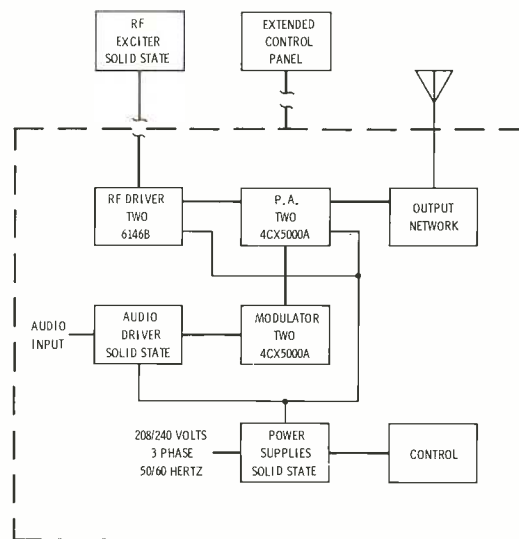 RF
EXCITER
SOLID STATE
EXTENDED
CONTROL
PANEL
RF DRIVER
TWO
6146B
P.A.
TWO
4CX5000A
OUTPUT
NETWORK
AUDIO
INPUT
AUDIO
DRIVER
SOLID STATE
MODULATOR
TWO
4CX5000A
208/240 VOLTS
3 PHASE
50/60 HERTZ
POWER
SUPPLIES
SOLID STATE
CONTROL